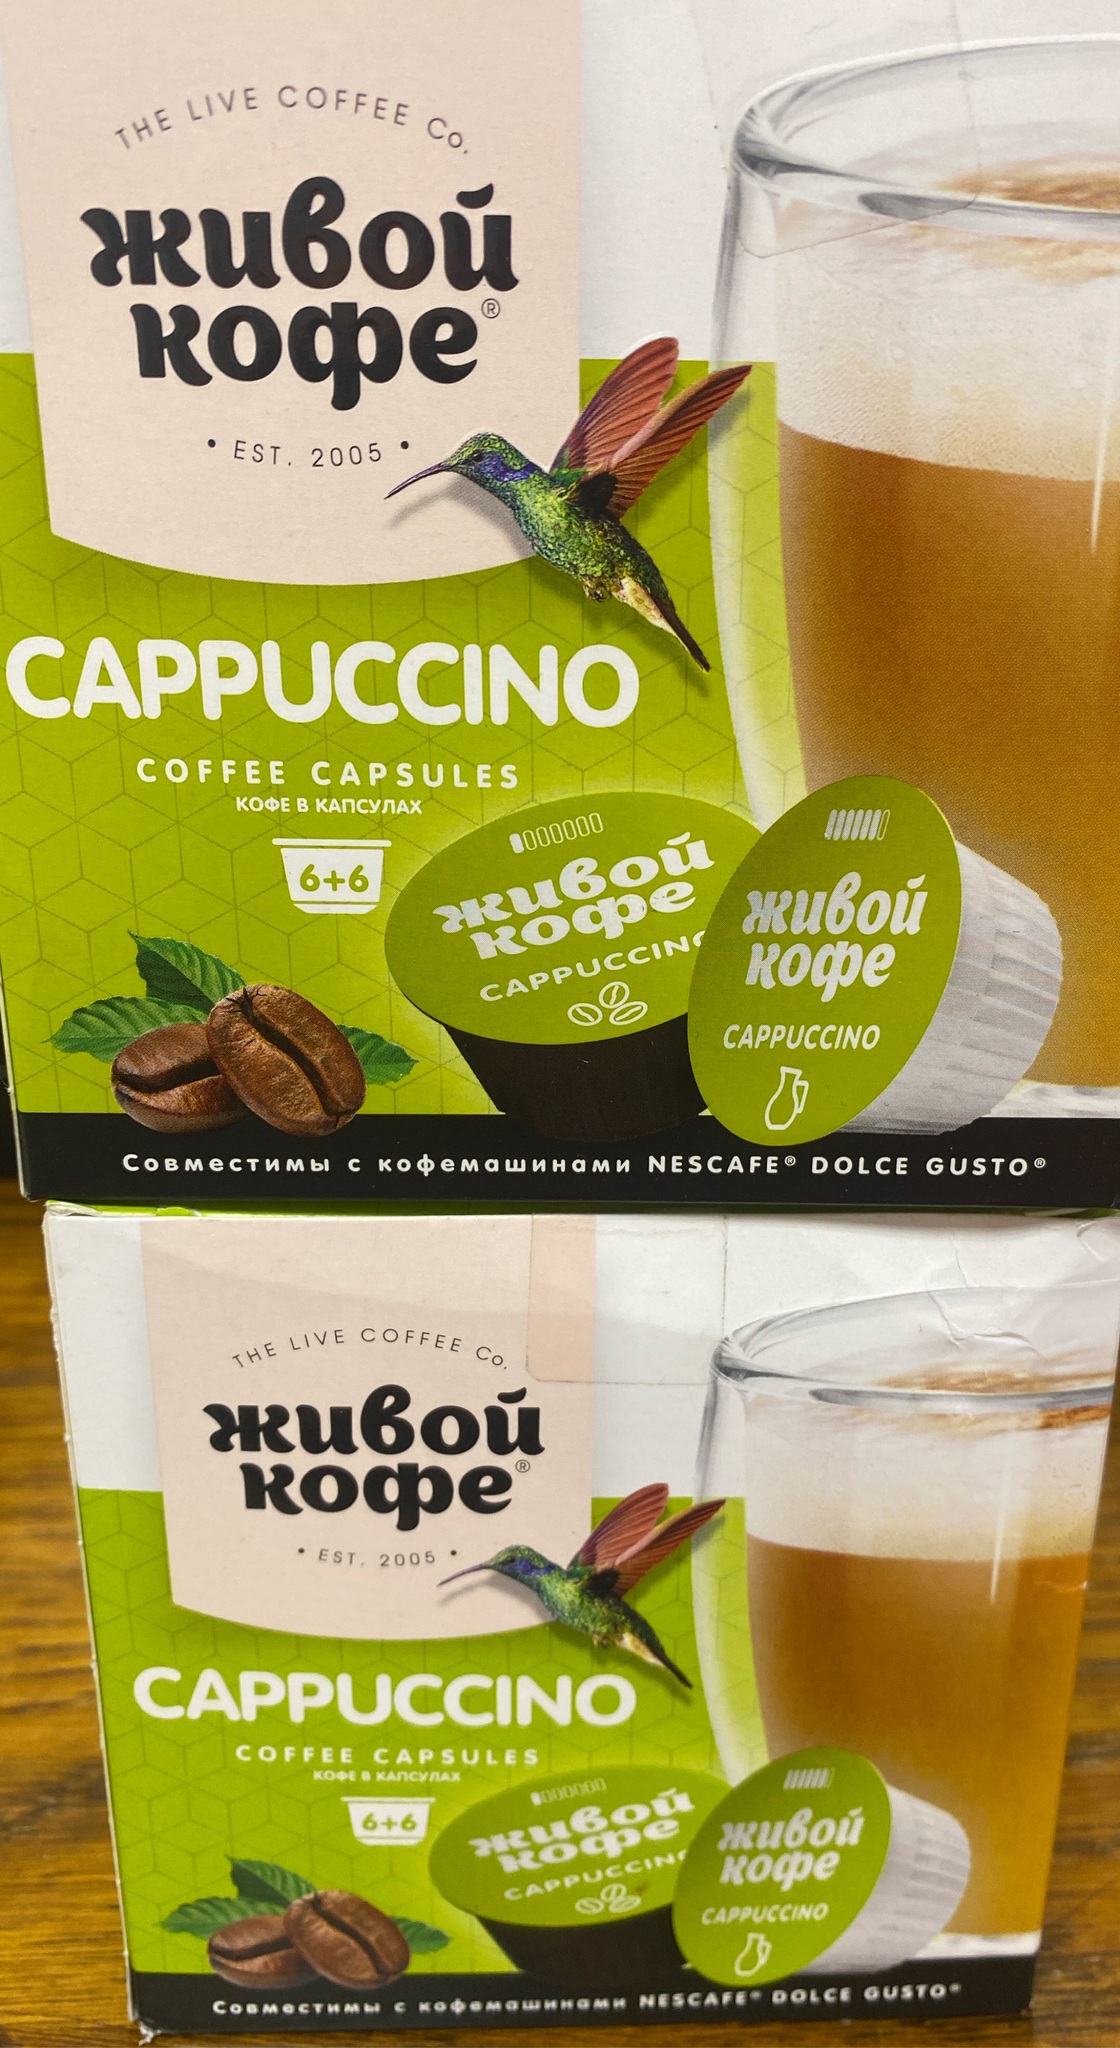 THE LIVE COFFEE Co.
живой
кофе®
• EST. 2005 •
CAPPUCCINO
COFFEE CAPSULES
КОФЕ В КАПСУЛАХ
6+6
живой
кофе
CAPPUCCINO
живой
кофе
CAPPUCCINO
Совместимы с кофемашинами NESCAFE® DOLCE GUSTO®
THE LIVE COFFEE Co.
живой
кофе®
• EST. 2005 •
CAPPUCCINO
COFFEE CAPSULES
КОФЕ В КАПСУЛАХ
6+6
живой
кофе
CAPPUCCINO
живой
кофе
CAPPUCCINO
Совместимы с кофемашинами NESCAFE® DOLCE GUSTO®